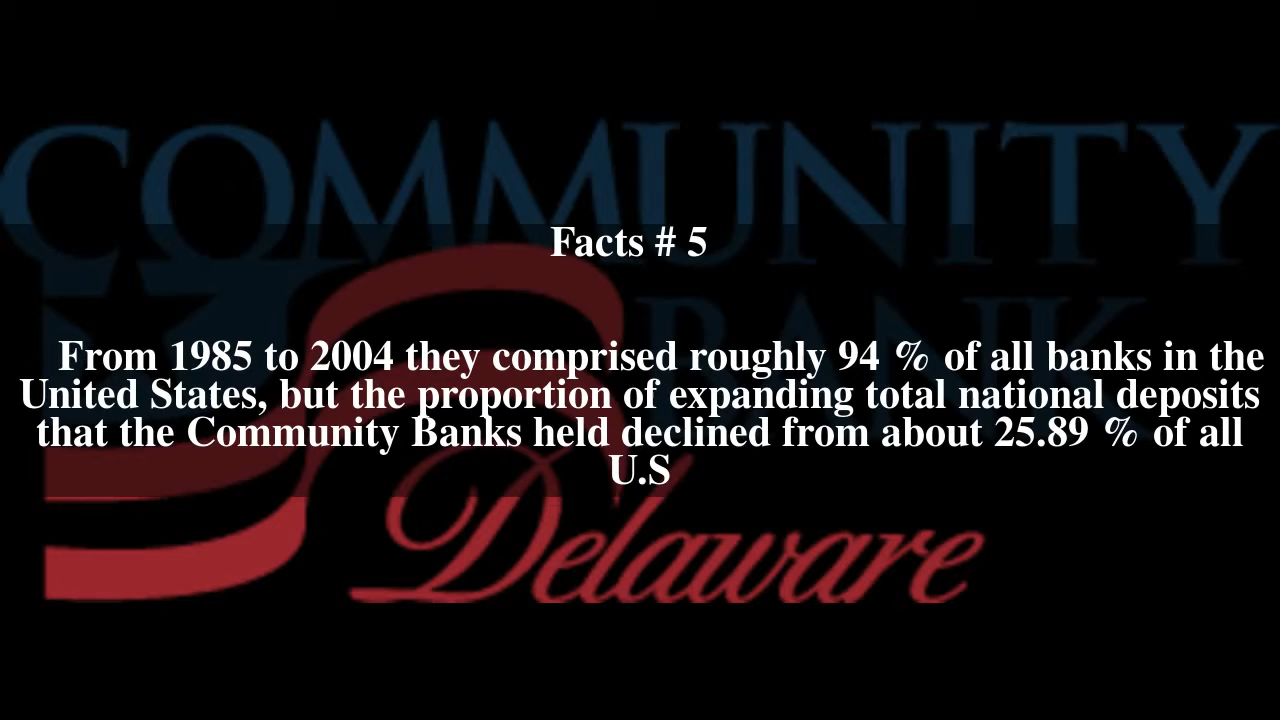 COMMUNITY
Facts # 5
BANK
From 1985 to 2004 they comprised roughly 94 % of all banks in the
United States, but the proportion of expanding total national deposits
that the Community Banks held declined from about 25.89 % of all
U.S
Delaware